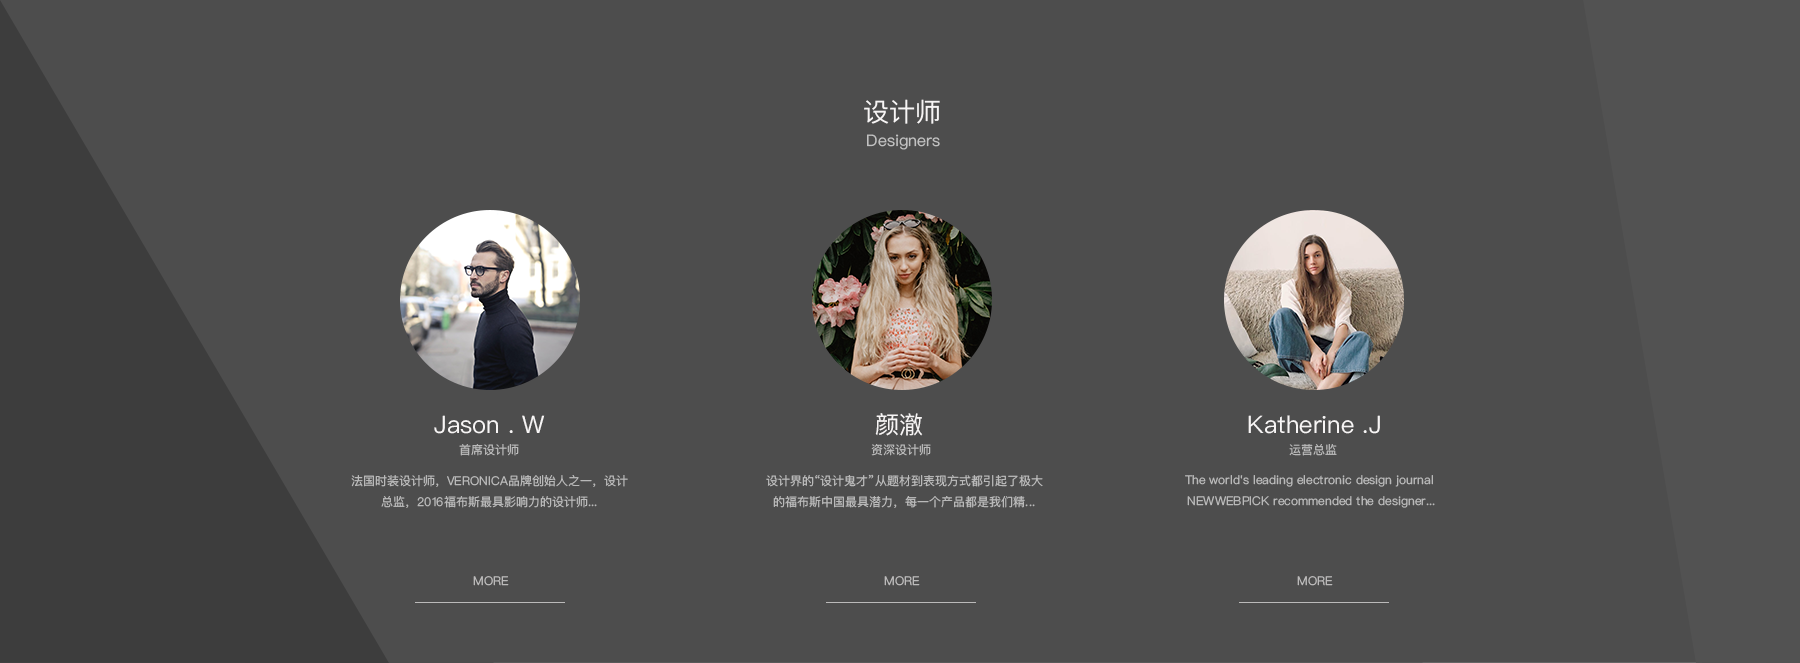 设计师
Designers
Jason . W
首席设计师
法国时装设计师，VERONICA品牌创始人之一，设计
总监，2016福布斯最具影响力的设计师...
MORE
颜澈
资深设计师
设计界的“设计鬼才”从题材到表现方式都引起了极大
的福布斯中国最具潜力，每一个产品都是我们精...
MORE
Katherine .J
运营总监
The world's leading electronic design journal
NEWWEBPICK recommended the designer...
MORE